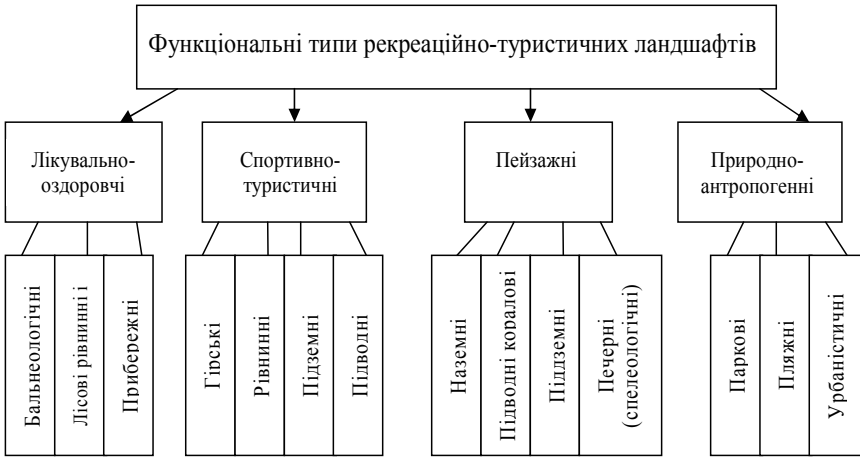 Функціональні типи рекреаційно-туристичних ландшафтів
Лікувально-
оздоровчі
Спортивно-
туристичні
Пейзажні
Природно-
антропогенні
Бальнеологічні
Лісові рівнинні і
Прибережні
Гірські
Рівнинні
Підземні
Підводні
Наземні
Підводні коралові
Піддземні
Печерні
(спелеологічні)
Паркові
Пляжні
Урбаністичні